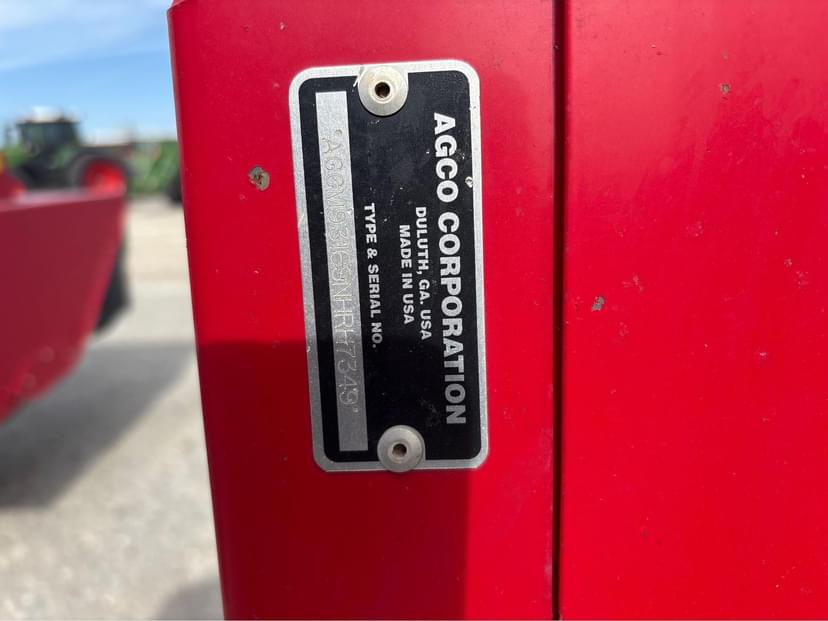 AGCO CORPORATION
DULUTH, GA. USA
MADE IN USA
TYPE & SERIAL NO.